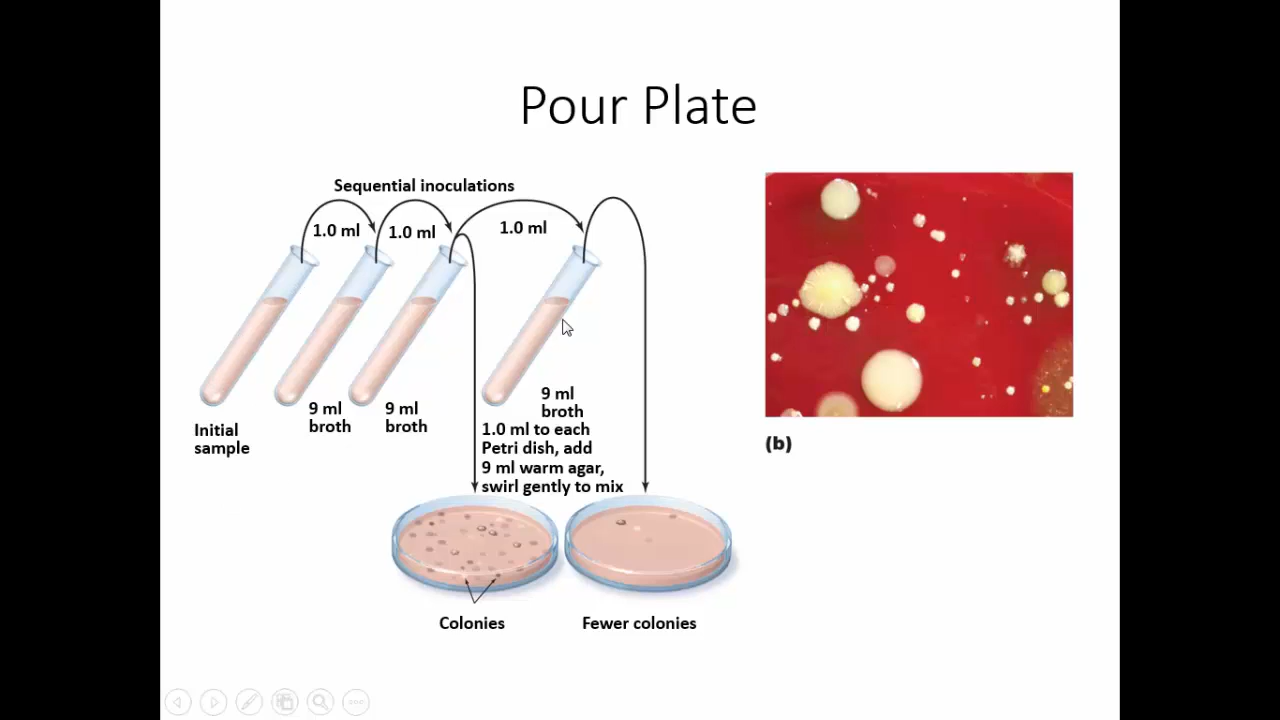 Pour Plate
Sequential inoculations
1.0 ml
1.0 ml
1.0 ml
Initial
sample
9 ml
broth
9 ml
broth
9 ml
broth
1.0 ml to each
Petri dish, add
9 ml warm agar,
swirl gently to mix
Colonies
Fewer colonies
(b)